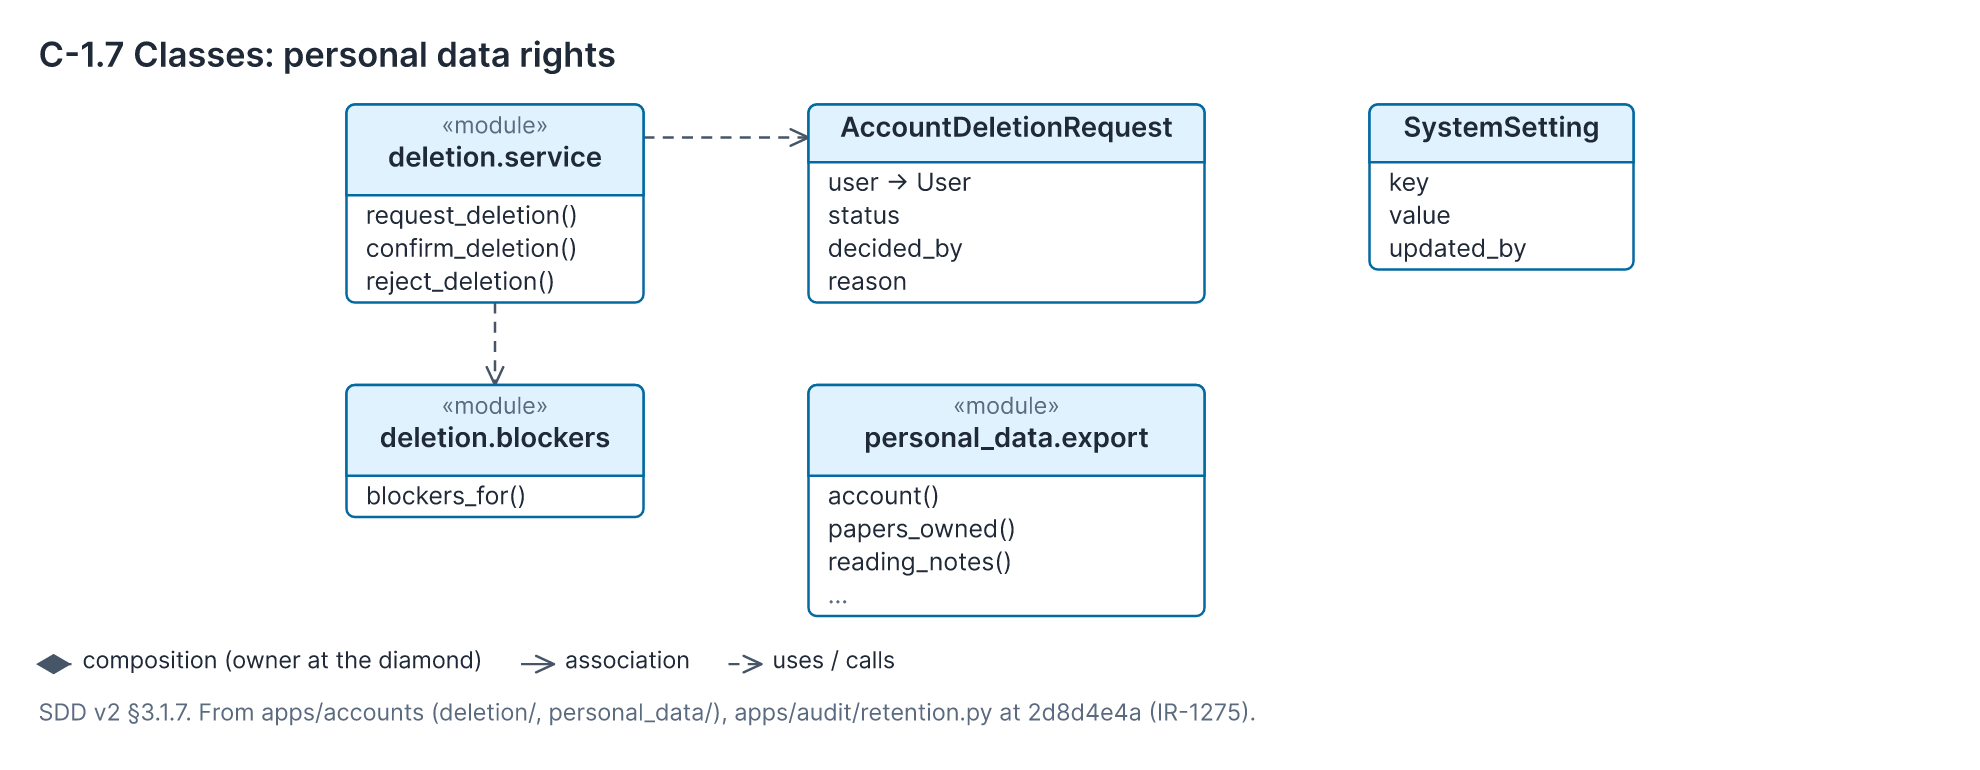 C-1.7 Classes: personal data rights
«module»
deletion.service
request_deletion()
confirm_deletion()
reject_deletion()
AccountDeletionRequest
user → User
status
decided_by
reason
SystemSetting
key
value
updated_by
«module»
deletion.blockers
blockers_for()
«module»
personal_data.export
account()
papers_owned()
reading_notes()
...
composition (owner at the diamond)
association
uses / calls
SDD v2 §3.1.7. From apps/accounts (deletion/, personal_data/), apps/audit/retention.py at 2d8d4e4a (IR-1275).